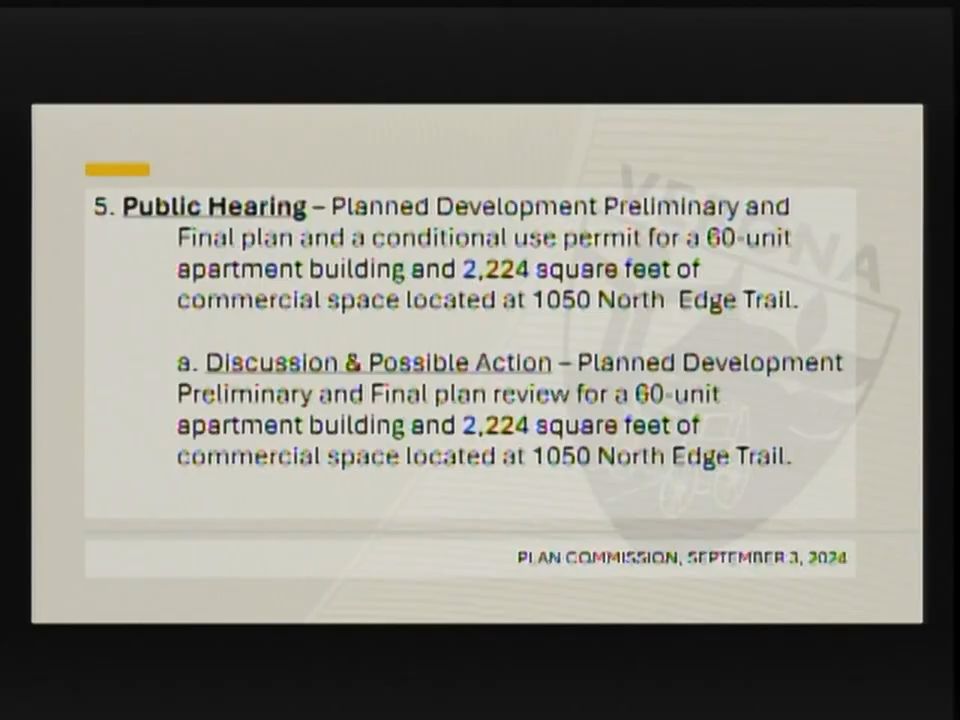 5. Public Hearing – Planned Development Preliminary and
Final plan and a conditional use permit for a 60-unit
apartment building and 2,224 square feet of
commercial space located at 1050 North Edge Trail.
a. Discussion & Possible Action – Planned Development
Preliminary and Final plan review for a 60-unit
apartment building and 2,224 square feet of
commercial space located at 1050 North Edge Trail.
PLAN COMMISSION, SEPTEMBER 3, 2024
VERONA